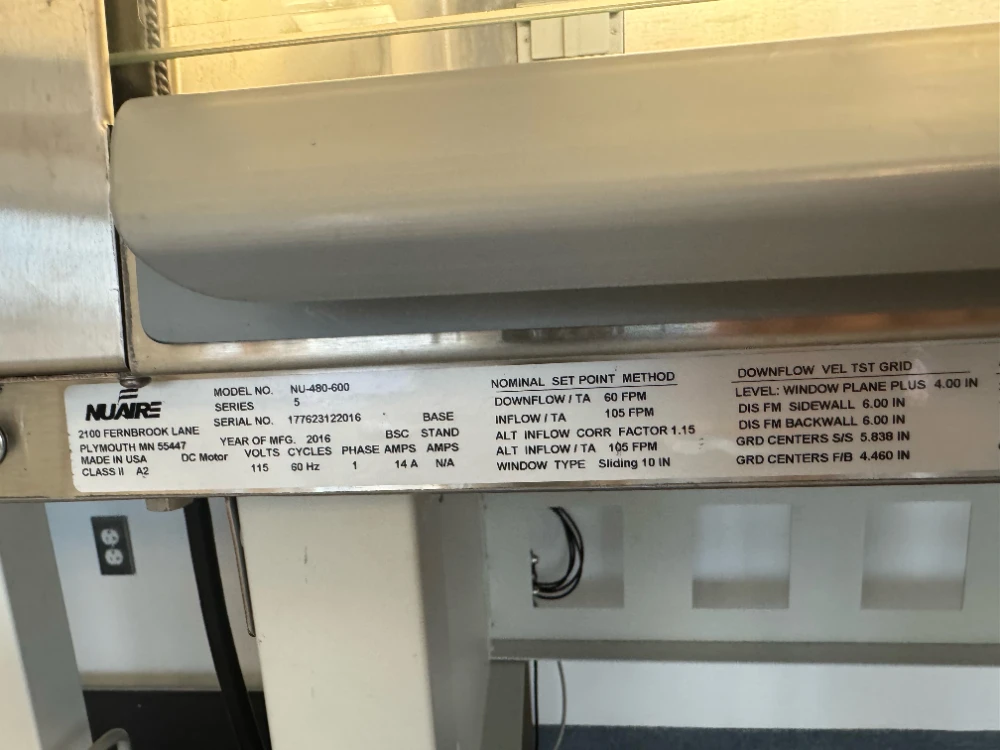 NUAIRE
2100 FERNBROOK LANE
PLYMOUTH MN 55447
MADE IN USA
CLASS II A2
MODEL NO. NU-480-600
SERIES 5
SERIAL NO. 177623122016
YEAR OF MFG. 2016
DC Motor
BSC BASE STAND
VOLTS CYCLES PHASE AMPS AMPS
115 60 Hz 1 14 A N/A
NOMINAL SET POINT METHOD
DOWNFLOW / TA 60 FPM
INFLOW / TA 105 FPM
ALT INFLOW CORR FACTOR 1.15
ALT INFLOW / TA 105 FPM
WINDOW TYPE Sliding 10 IN
DOWNFLOW VEL TST GRID
LEVEL: WINDOW PLANE PLUS 4.00 IN
DIS FM SIDEWALL 6.00 IN
DIS FM BACKWALL 6.00 IN
GRD CENTERS S/S 5.838 IN
GRD CENTERS F/B 4.460 IN